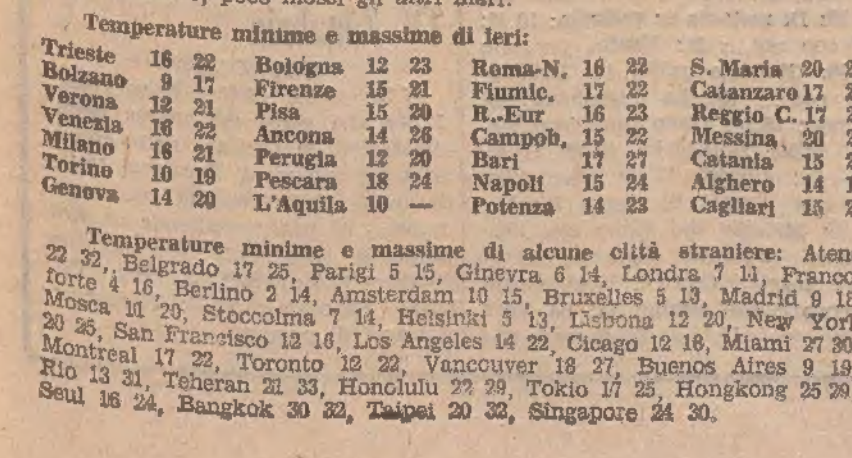 Temperature minime e massime di ieri:
Trieste 16 22 Bologna 12 23 Roma-N. 16 22 S. Maria 20
Bolzano 9 17 Firenze 15 21 Fiumic. 17 22 Catanzaro 17
Verona 12 21 Pisa 15 20 R.-Eur 16 23 Reggio C. 17
Venezia 16 22 Ancona 14 26 Campob. 15 22 Messina 20
Milano 16 21 Perugia 12 20 Bari 17 27 Catania 15
Torino 10 19 Pescara 18 24 Napoli 15 24 Alghero 14
Genova 14 20 L'Aquila 10 — Potenza 14 23 Cagliari 15
Temperature minime e massime di alcune città straniere: Aten
22 32, Belgrado 17 25, Parigi 5 15, Ginevra 6 14, Londra 7 11, Franco
forte 4 16, Berlino 2 14, Amsterdam 10 15, Bruxelles 5 13, Madrid 9 18
Mosca 11 20, Stoccolma 7 14, Helsinki 5 13, Lisbona 12 20, New York
20 25, San Francisco 12 16, Los Angeles 14 22, Cicago 12 16, Miami 27 30
Montreal 17 22, Toronto 12 22, Vancouver 18 27, Buenos Aires 9 19
Rio 13 31, Teheran 21 33, Honolulu 22 29, Tokio 17 25, Hongkong 25 29
Seul 16 24, Bangkok 30 32, Taipei 20 32, Singapore 24 30.